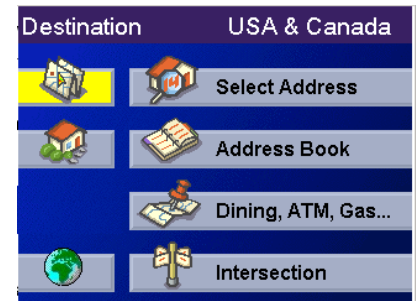 Destination USA & Canada
Select Address
Address Book
Dining, ATM, Gas...
Intersection